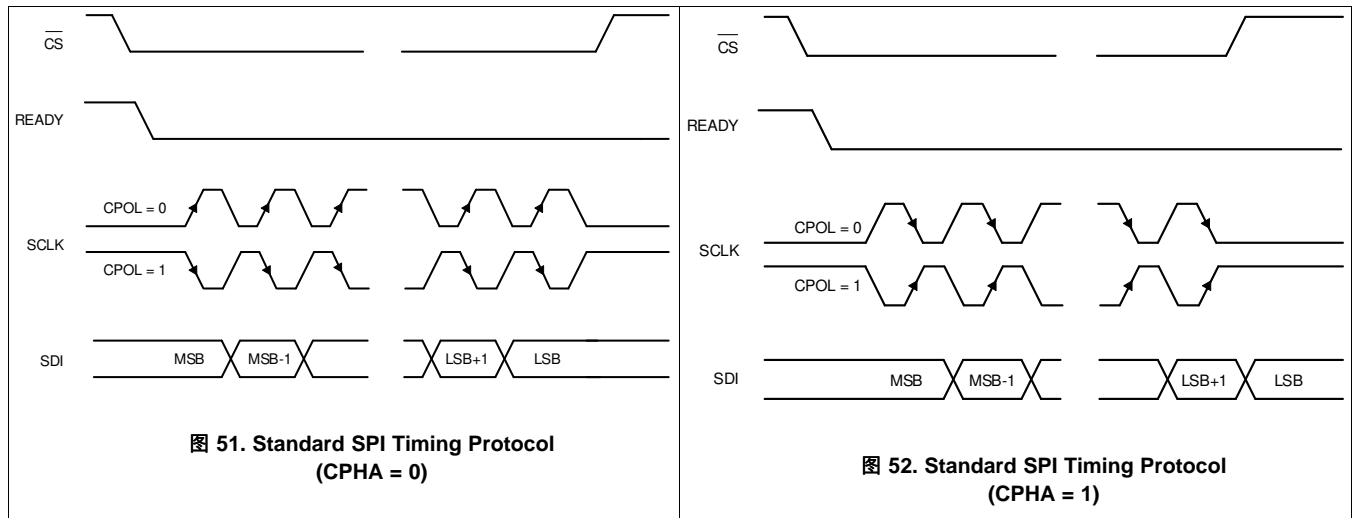 CS
READY
CPOL = 0
SCLK
CPOL = 1
SDI
MSB
MSB-1
LSB+1
LSB
图 51. Standard SPI Timing Protocol
(CPHA = 0)
CS
READY
CPOL = 0
SCLK
CPOL = 1
SDI
MSB
MSB-1
LSB+1
LSB
图 52. Standard SPI Timing Protocol
(CPHA = 1)